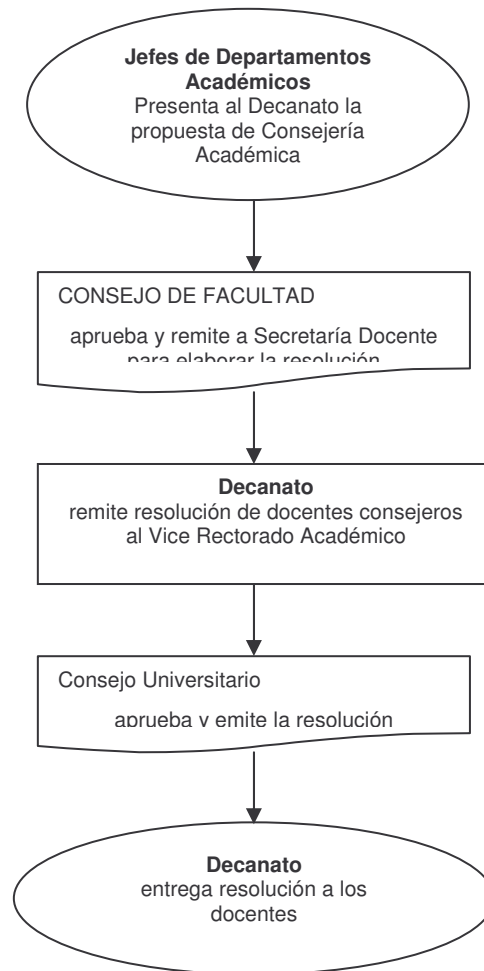 Jefes de Departamentos
Académicos
Presenta al Decanato la
propuesta de Consejería
Académica
CONSEJO DE FACULTAD
aprueba y remite a Secretaría Docente
para elaborar la resolución
Decanato
remite resolución de docentes consejeros
al Vice Rectorado Académico
Consejo Universitario
aprueba y emite la resolución
Decanato
entrega resolución a los
docentes